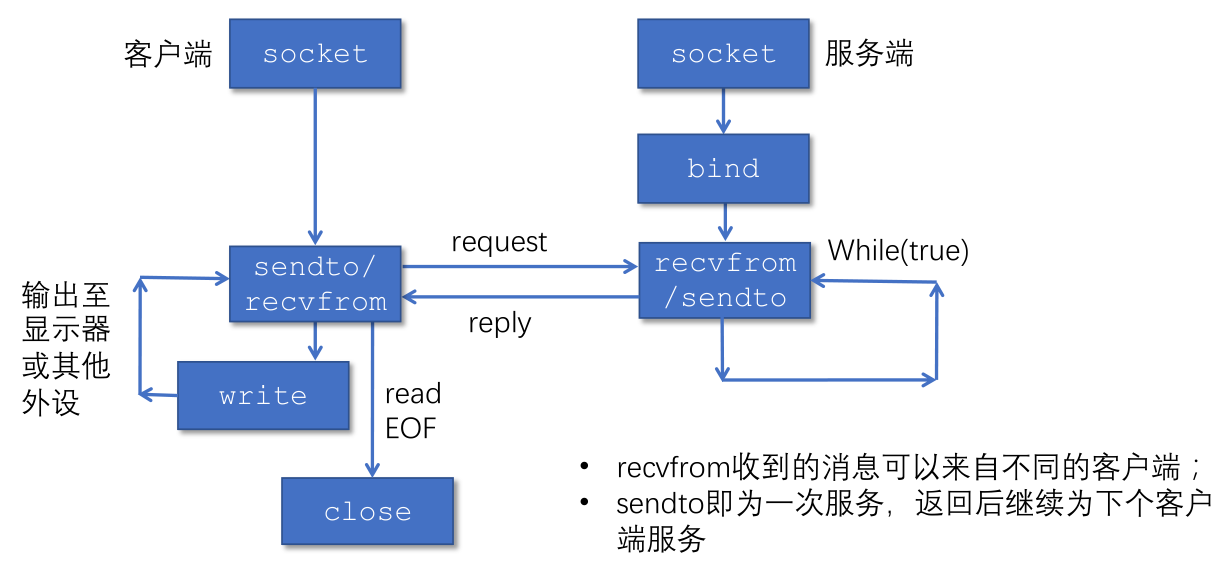 客户端
socket
socket
服务端
bind
request
sendto/
recvfrom
recvfrom
/sendto
While(true)
reply
输出至
显示器
或其他
外设
write
read
EOF
close
• recvfrom收到的消息可以来自不同的客户端；
• sendto即为一次服务，返回后继续为下个客户
端服务